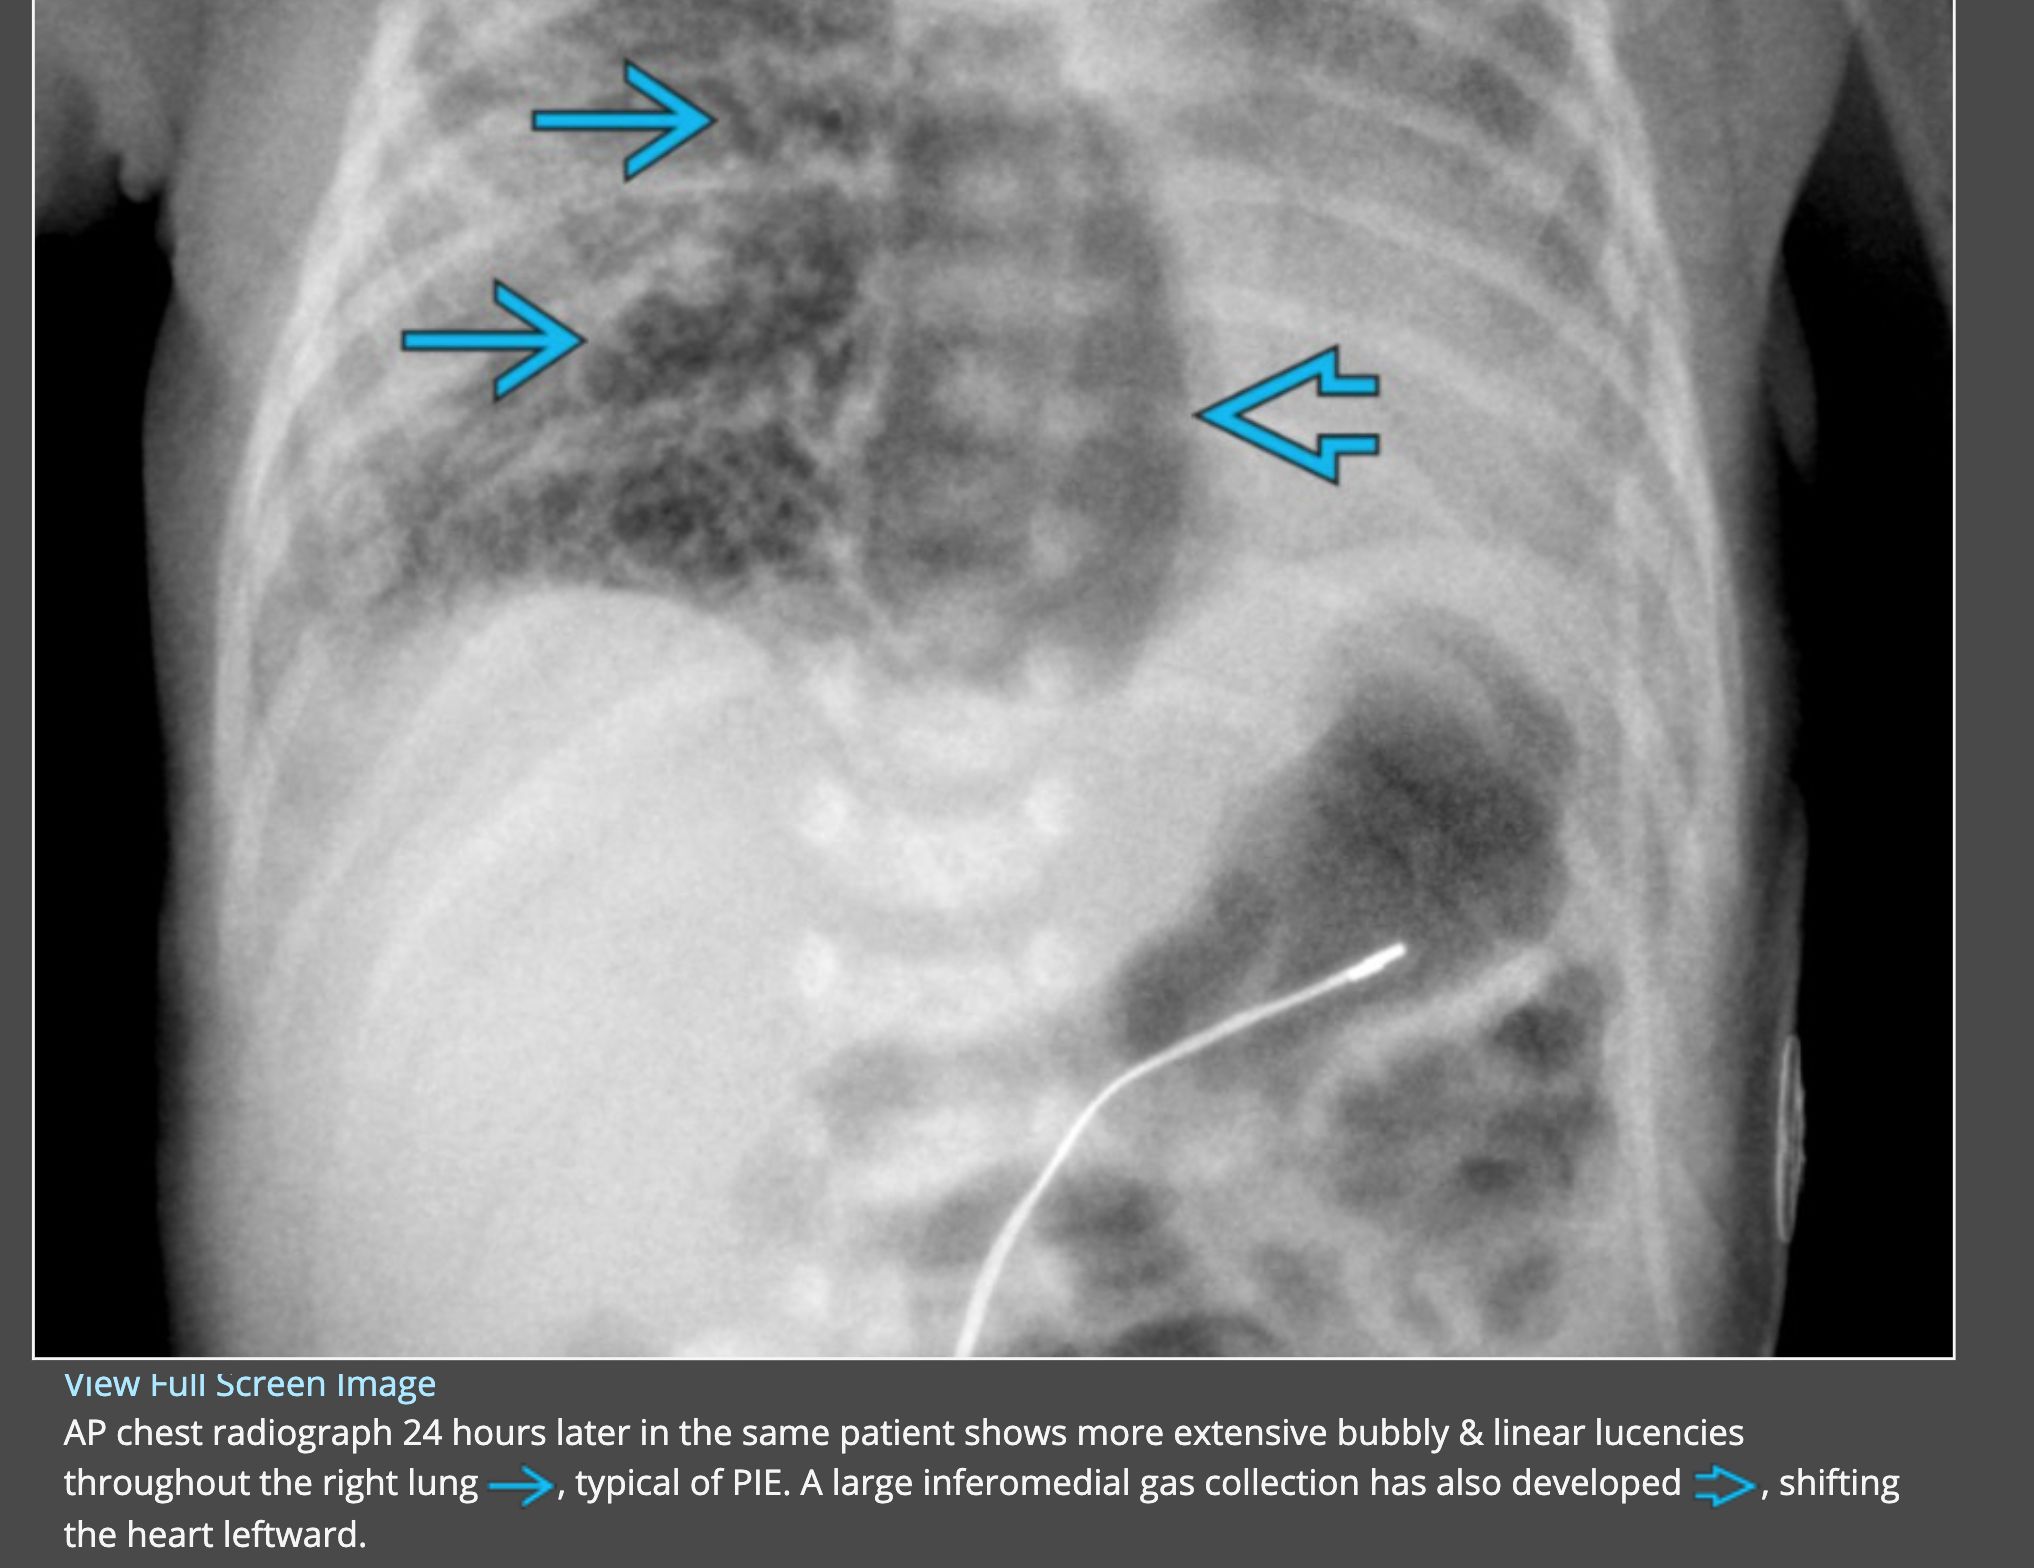 View Full Screen Image
AP chest radiograph 24 hours later in the same patient shows more extensive bubbly & linear lucencies
throughout the right lung , typical of PIE. A large inferomedial gas collection has also developed , shifting
the heart leftward.